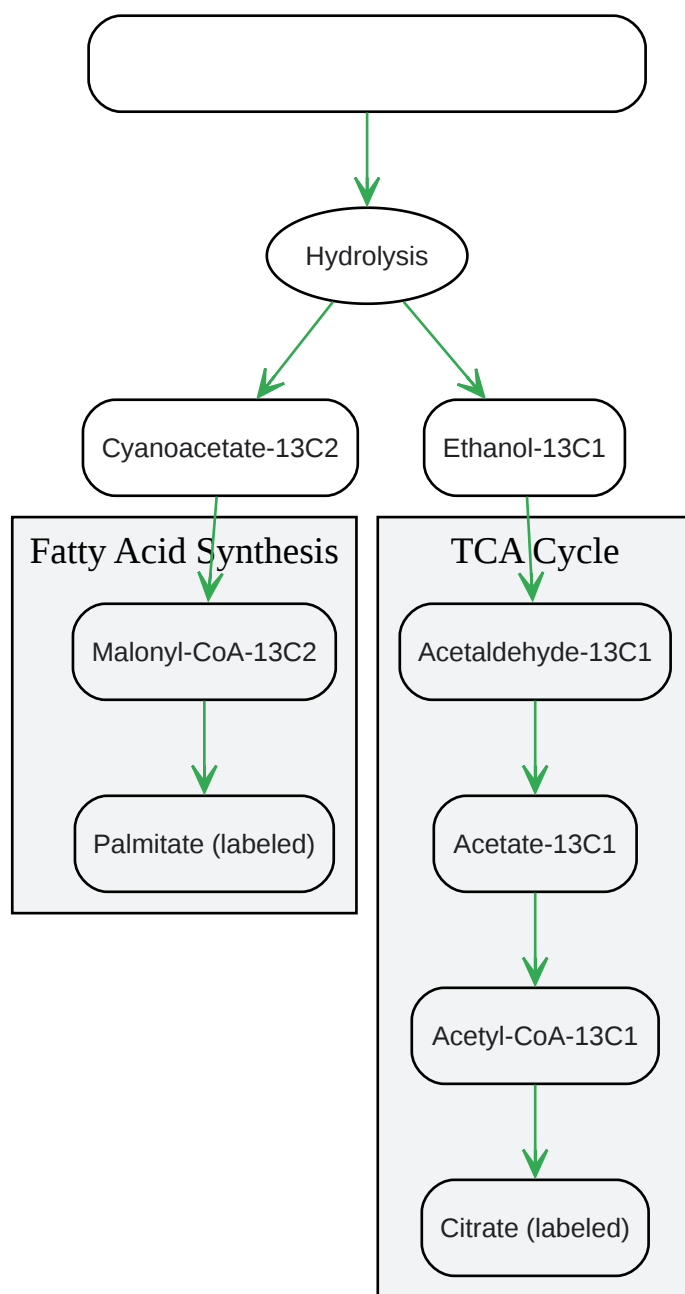 Hydrolysis
Cyanoacetate-13C2
Ethanol-13C1
Fatty Acid Synthesis
TCA Cycle
Malonyl-CoA-13C2
Acetaldehyde-13C1
Palmitate (labeled)
Acetate-13C1
Acetyl-CoA-13C1
Citrate (labeled)